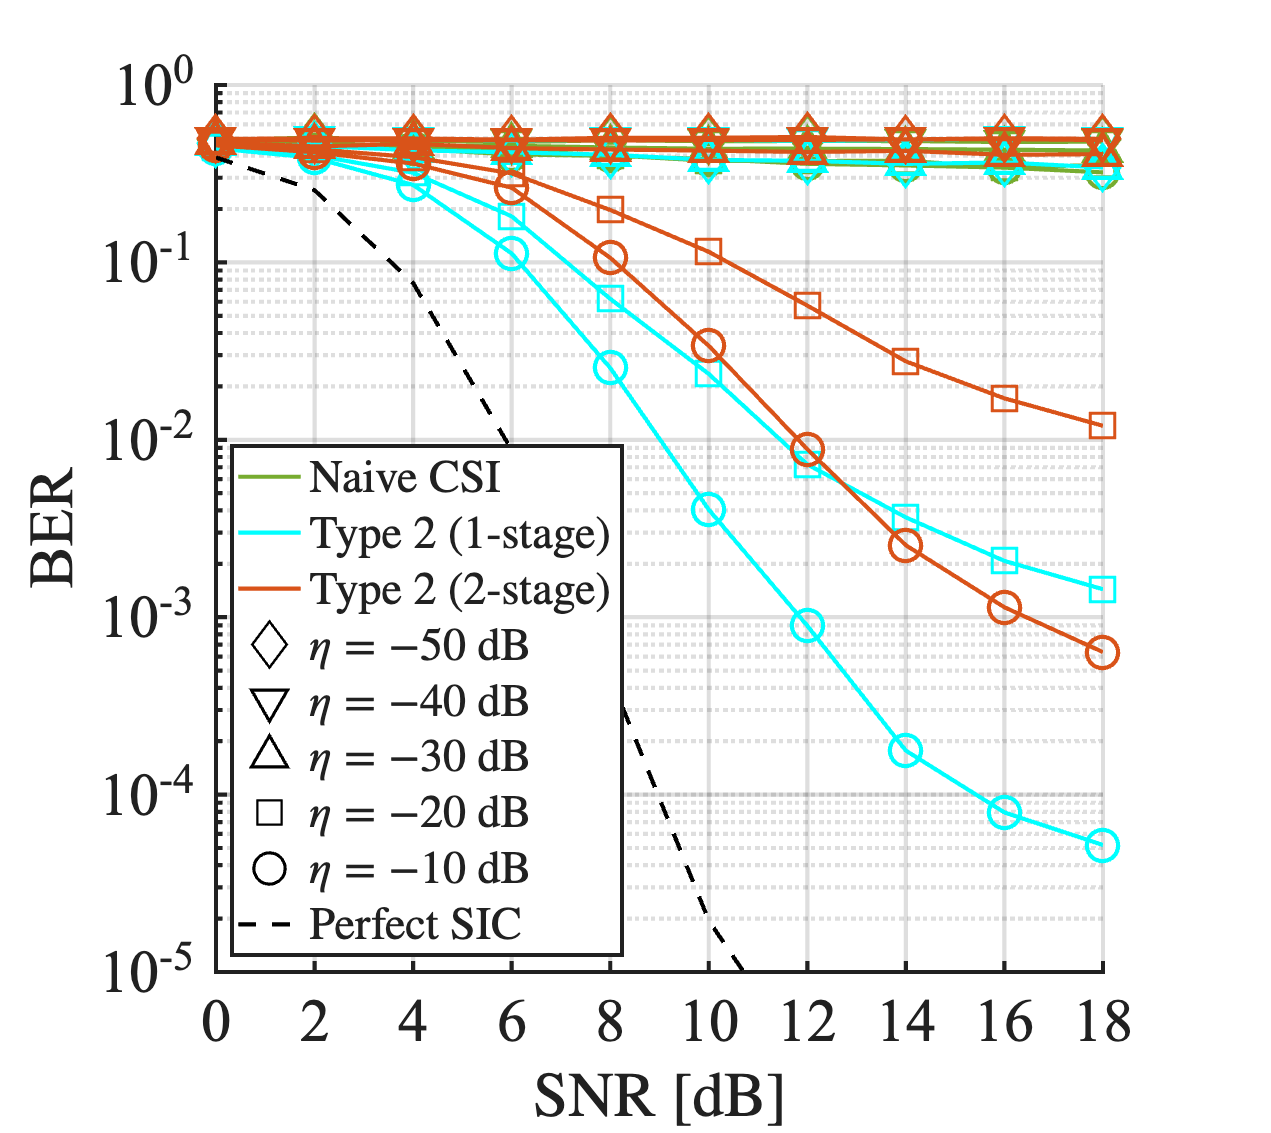 10^0
10^-1
10^-2
10^-3
10^-4
10^-5
BER
Naive CSI
Type 2 (1-stage)
Type 2 (2-stage)
η = −50 dB
η = −40 dB
η = −30 dB
η = −20 dB
η = −10 dB
Perfect SIC
0 2 4 6 8 10 12 14 16 18
SNR [dB]